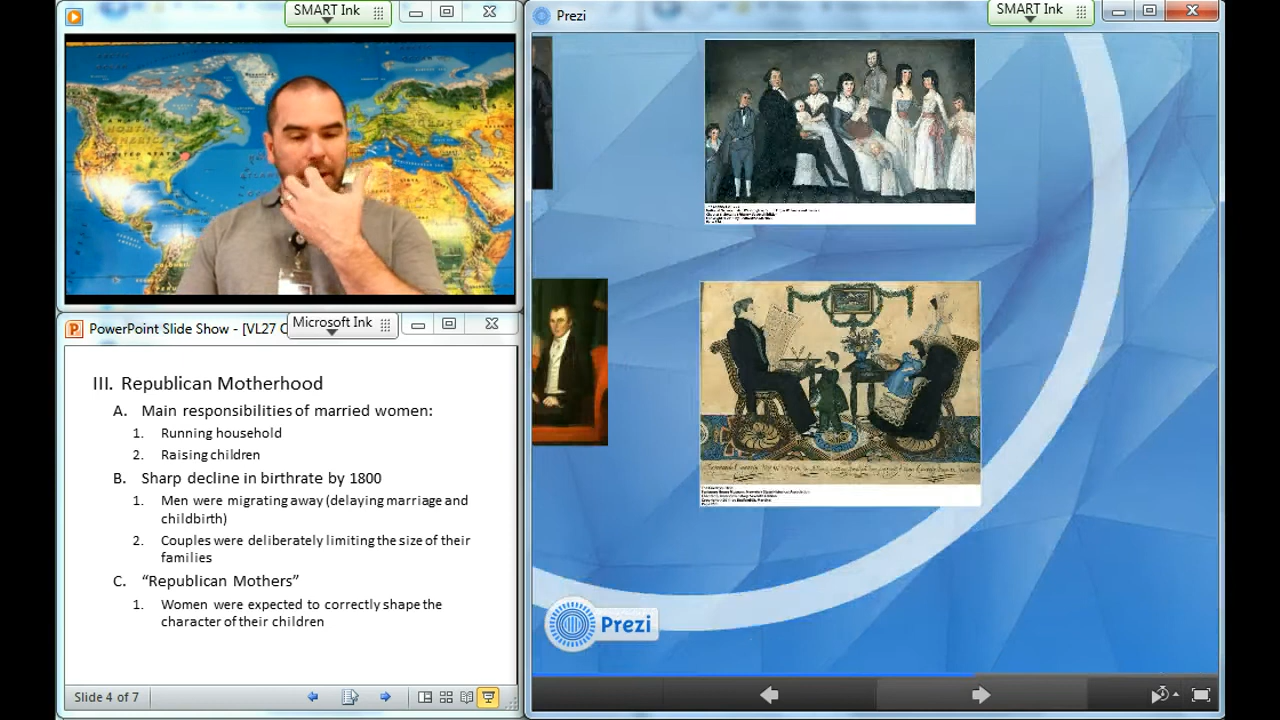 SMART Ink
Prezi
SMART Ink
PowerPoint Slide Show - [VL27 C
Microsoft Ink
III. Republican Motherhood
A. Main responsibilities of married women:
1. Running household
2. Raising children
B. Sharp decline in birthrate by 1800
1. Men were migrating away (delaying marriage and
childbirth)
2. Couples were deliberately limiting the size of their
families
C. “Republican Mothers”
1. Women were expected to correctly shape the
character of their children
Slide 4 of 7
Prezi